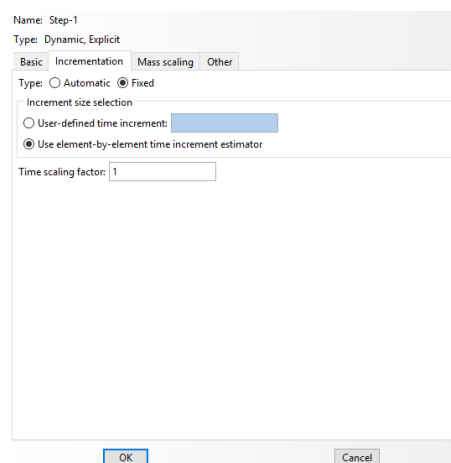 Name: Step-1
Type: Dynamic, Explicit
Basic Incrementation Mass scaling Other
Type: Automatic Fixed
Increment size selection
User-defined time increment:
Use element-by-element time increment estimator
Time scaling factor: 1
OK Cancel